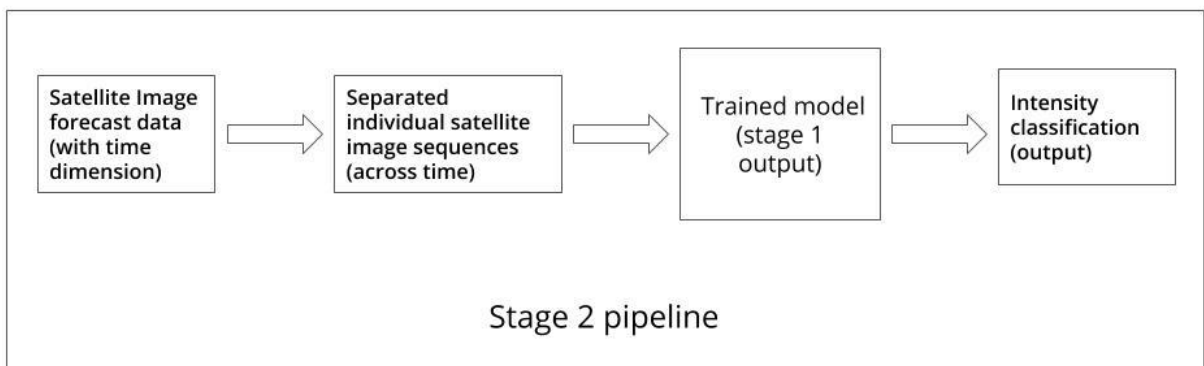 Satellite Image
forecast data
(with time
dimension)
Separated
individual satellite
image sequences
(across time)
Trained model
(stage 1
output)
Intensity
classification
(output)
Stage 2 pipeline